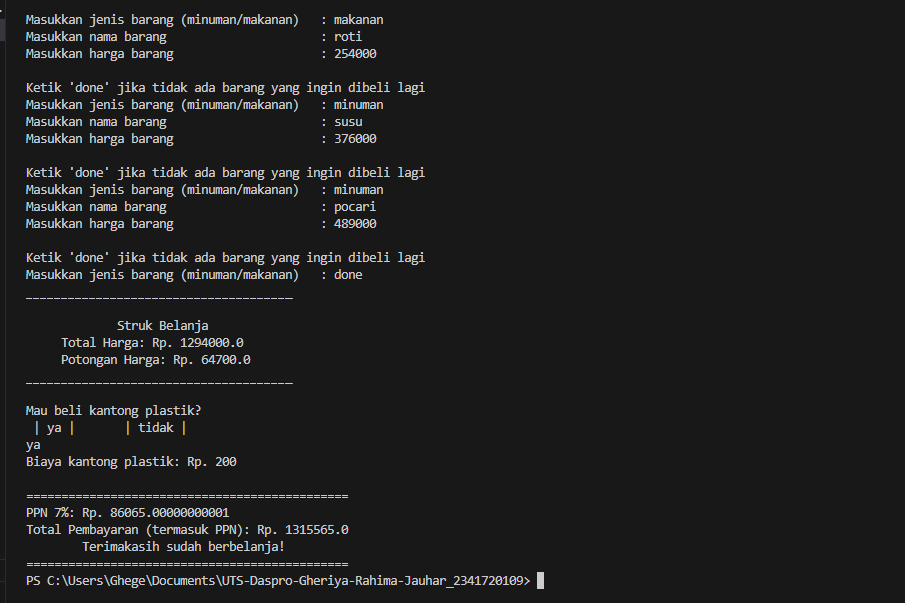 Masukkan jenis barang (minuman/makanan)   : makanan
Masukkan nama barang                      : roti
Masukkan harga barang                     : 254000

Ketik 'done' jika tidak ada barang yang ingin dibeli lagi
Masukkan jenis barang (minuman/makanan)   : minuman
Masukkan nama barang                      : susu
Masukkan harga barang                     : 376000

Ketik 'done' jika tidak ada barang yang ingin dibeli lagi
Masukkan jenis barang (minuman/makanan)   : minuman
Masukkan nama barang                      : pocari
Masukkan harga barang                     : 489000

Ketik 'done' jika tidak ada barang yang ingin dibeli lagi
Masukkan jenis barang (minuman/makanan)   : done
______________________________________

             Struk Belanja
     Total Harga: Rp. 1294000.0
     Potongan Harga: Rp. 64700.0
______________________________________

Mau beli kantong plastik?
 | ya |       | tidak |
ya
Biaya kantong plastik: Rp. 200

==============================================
PPN 7%: Rp. 86065.00000000001
Total Pembayaran (termasuk PPN): Rp. 1315565.0
        Terimakasih sudah berbelanja!
==============================================
PS C:\Users\Ghege\Documents\UTS-Daspro-Gheriya-Rahima-Jauhar_2341720109>